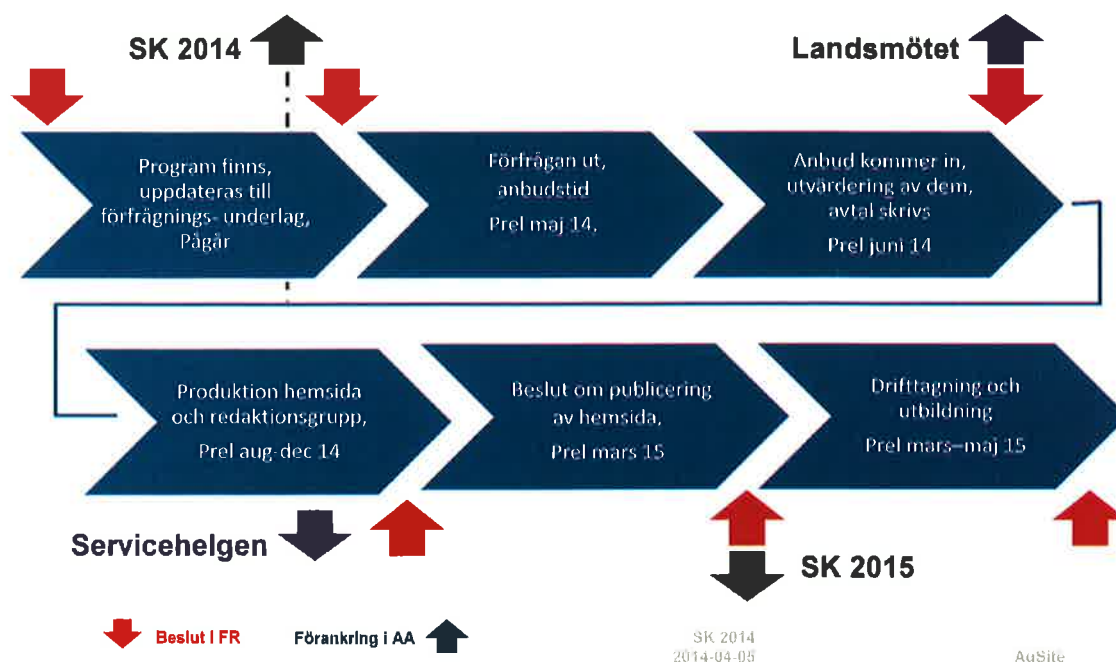 SK 2014
Landsmötet
Program finns,
uppdateras till
förfrågnings- underlag,
Pågår
Förfrågan ut,
anbudstid
Prel maj 14,
Anbud kommer in,
utvärdering av dem,
avtal skrivs
Prel juni 14
Produktion hemsida
och redaktionsgrupp,
Prel aug-dec 14
Beslut om publicering
av hemsida,
Prel mars 15
Drifttagning och
utbildning
Prel mars–maj 15
Servicehelgen
SK 2015
Beslut i FR
Förankring i AA
SK 2014
2014-04-05
AuSite